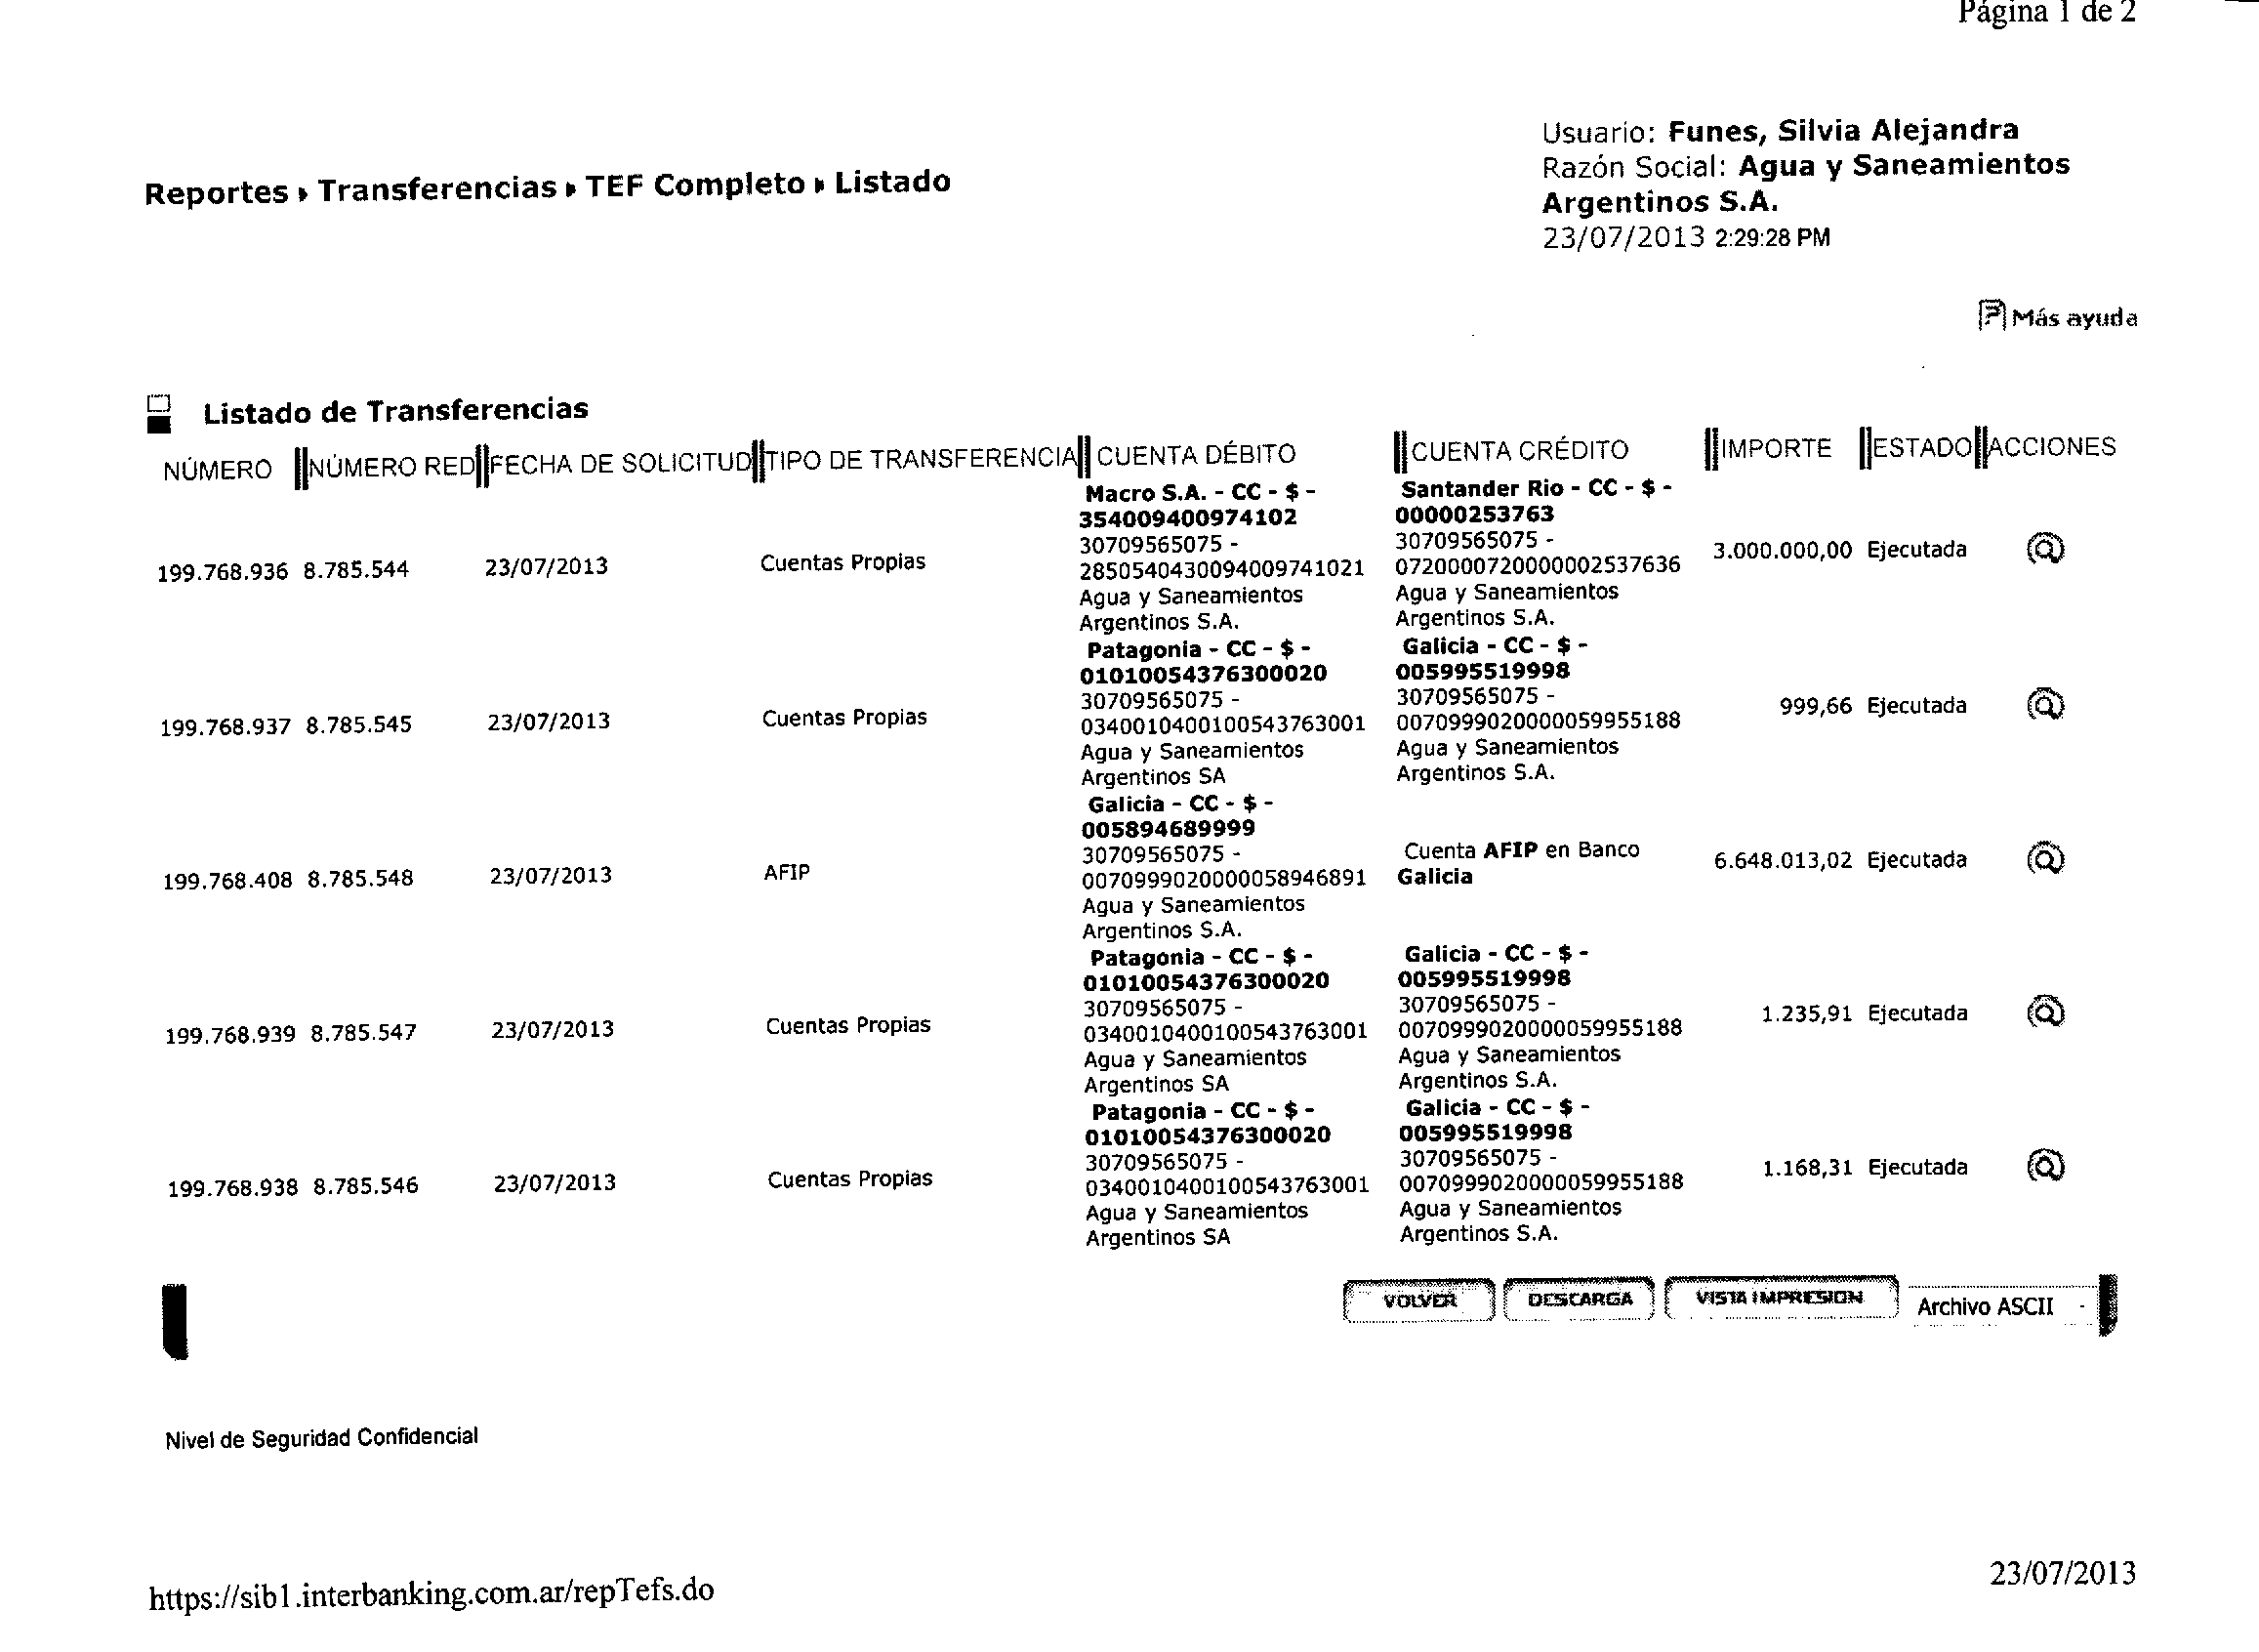 Página 1 de 2
Usuario: Funes, Silvia Alejandra
Razón Social: Agua y Saneamientos
Argentinos S.A.
23/07/2013 2:29:28 PM
Reportes Transferencias TEF Completo Listado
Más ayuda
Listado de Transferencias
NÚMERO NÚMERO RED FECHA DE SOLICITUD TIPO DE TRANSFERENCIA CUENTA DÉBITO CUENTA CRÉDITO IMPORTE ESTADO ACCIONES
Macro S.A. - CC - $ - Santander Rio - CC - $ -
354009400974102 00000253763
30709565075 - 30709565075 -
199.768.936 8.785.544 23/07/2013 Cuentas Propias 2850540430094009741021 0720000720000002537636 3.000.000,00 Ejecutada
Agua y Saneamientos Agua y Saneamientos
Argentinos S.A. Argentinos S.A.
Patagonia - CC - $ - Galicia - CC - $ -
01010054376300020 005995519998
30709565075 - 30709565075 -
199.768.937 8.785.545 23/07/2013 Cuentas Propias 0340010400100543763001 0070999020000059955188 999,66 Ejecutada
Agua y Saneamientos Agua y Saneamientos
Argentinos SA Argentinos S.A.
Galicia - CC - $ -
005894689999
30709565075 - Cuenta AFIP en Banco
199.768.408 8.785.548 23/07/2013 AFIP 0070999020000058946891 Galicia 6.648.013,02 Ejecutada
Agua y Saneamientos
Argentinos S.A.
Patagonia - CC - $ - Galicia - CC - $ -
01010054376300020 005995519998
30709565075 - 30709565075 -
199.768.939 8.785.547 23/07/2013 Cuentas Propias 0340010400100543763001 0070999020000059955188 1.235,91 Ejecutada
Agua y Saneamientos Agua y Saneamientos
Argentinos SA Argentinos S.A.
Patagonia - CC - $ - Galicia - CC - $ -
01010054376300020 005995519998
30709565075 - 30709565075 -
199.768.938 8.785.546 23/07/2013 Cuentas Propias 0340010400100543763001 0070999020000059955188 1.168,31 Ejecutada
Agua y Saneamientos Agua y Saneamientos
Argentinos SA Argentinos S.A.
VOLVER DESCARGA VISTA IMPRESION Archivo ASCII
Nivel de Seguridad Confidencial
https://sib1.interbanking.com.ar/repTefs.do
23/07/2013